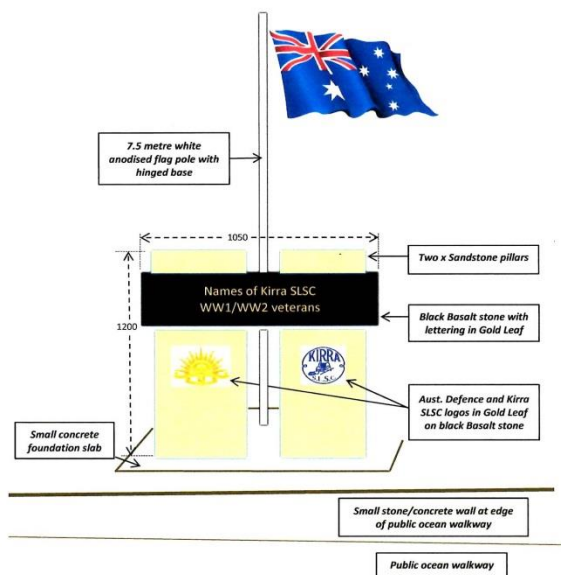 7.5 metre white
anodised flag pole with
hinged base
1050
Two x Sandstone pillars
Names of Kirra SLSC
WW1/WW2 veterans
1200
Black Basalt stone with
lettering in Gold Leaf
KIRRA
S.L.S.C
Aust. Defence and Kirra
SLSC logos in Gold Leaf
on black Basalt stone
Small concrete
foundation slab
Small stone/concrete wall at edge
of public ocean walkway
Public ocean walkway